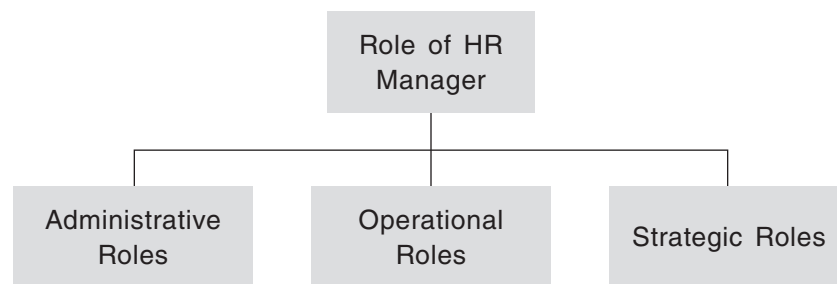 Role of HR
Manager
Administrative
Roles
Operational
Roles
Strategic Roles